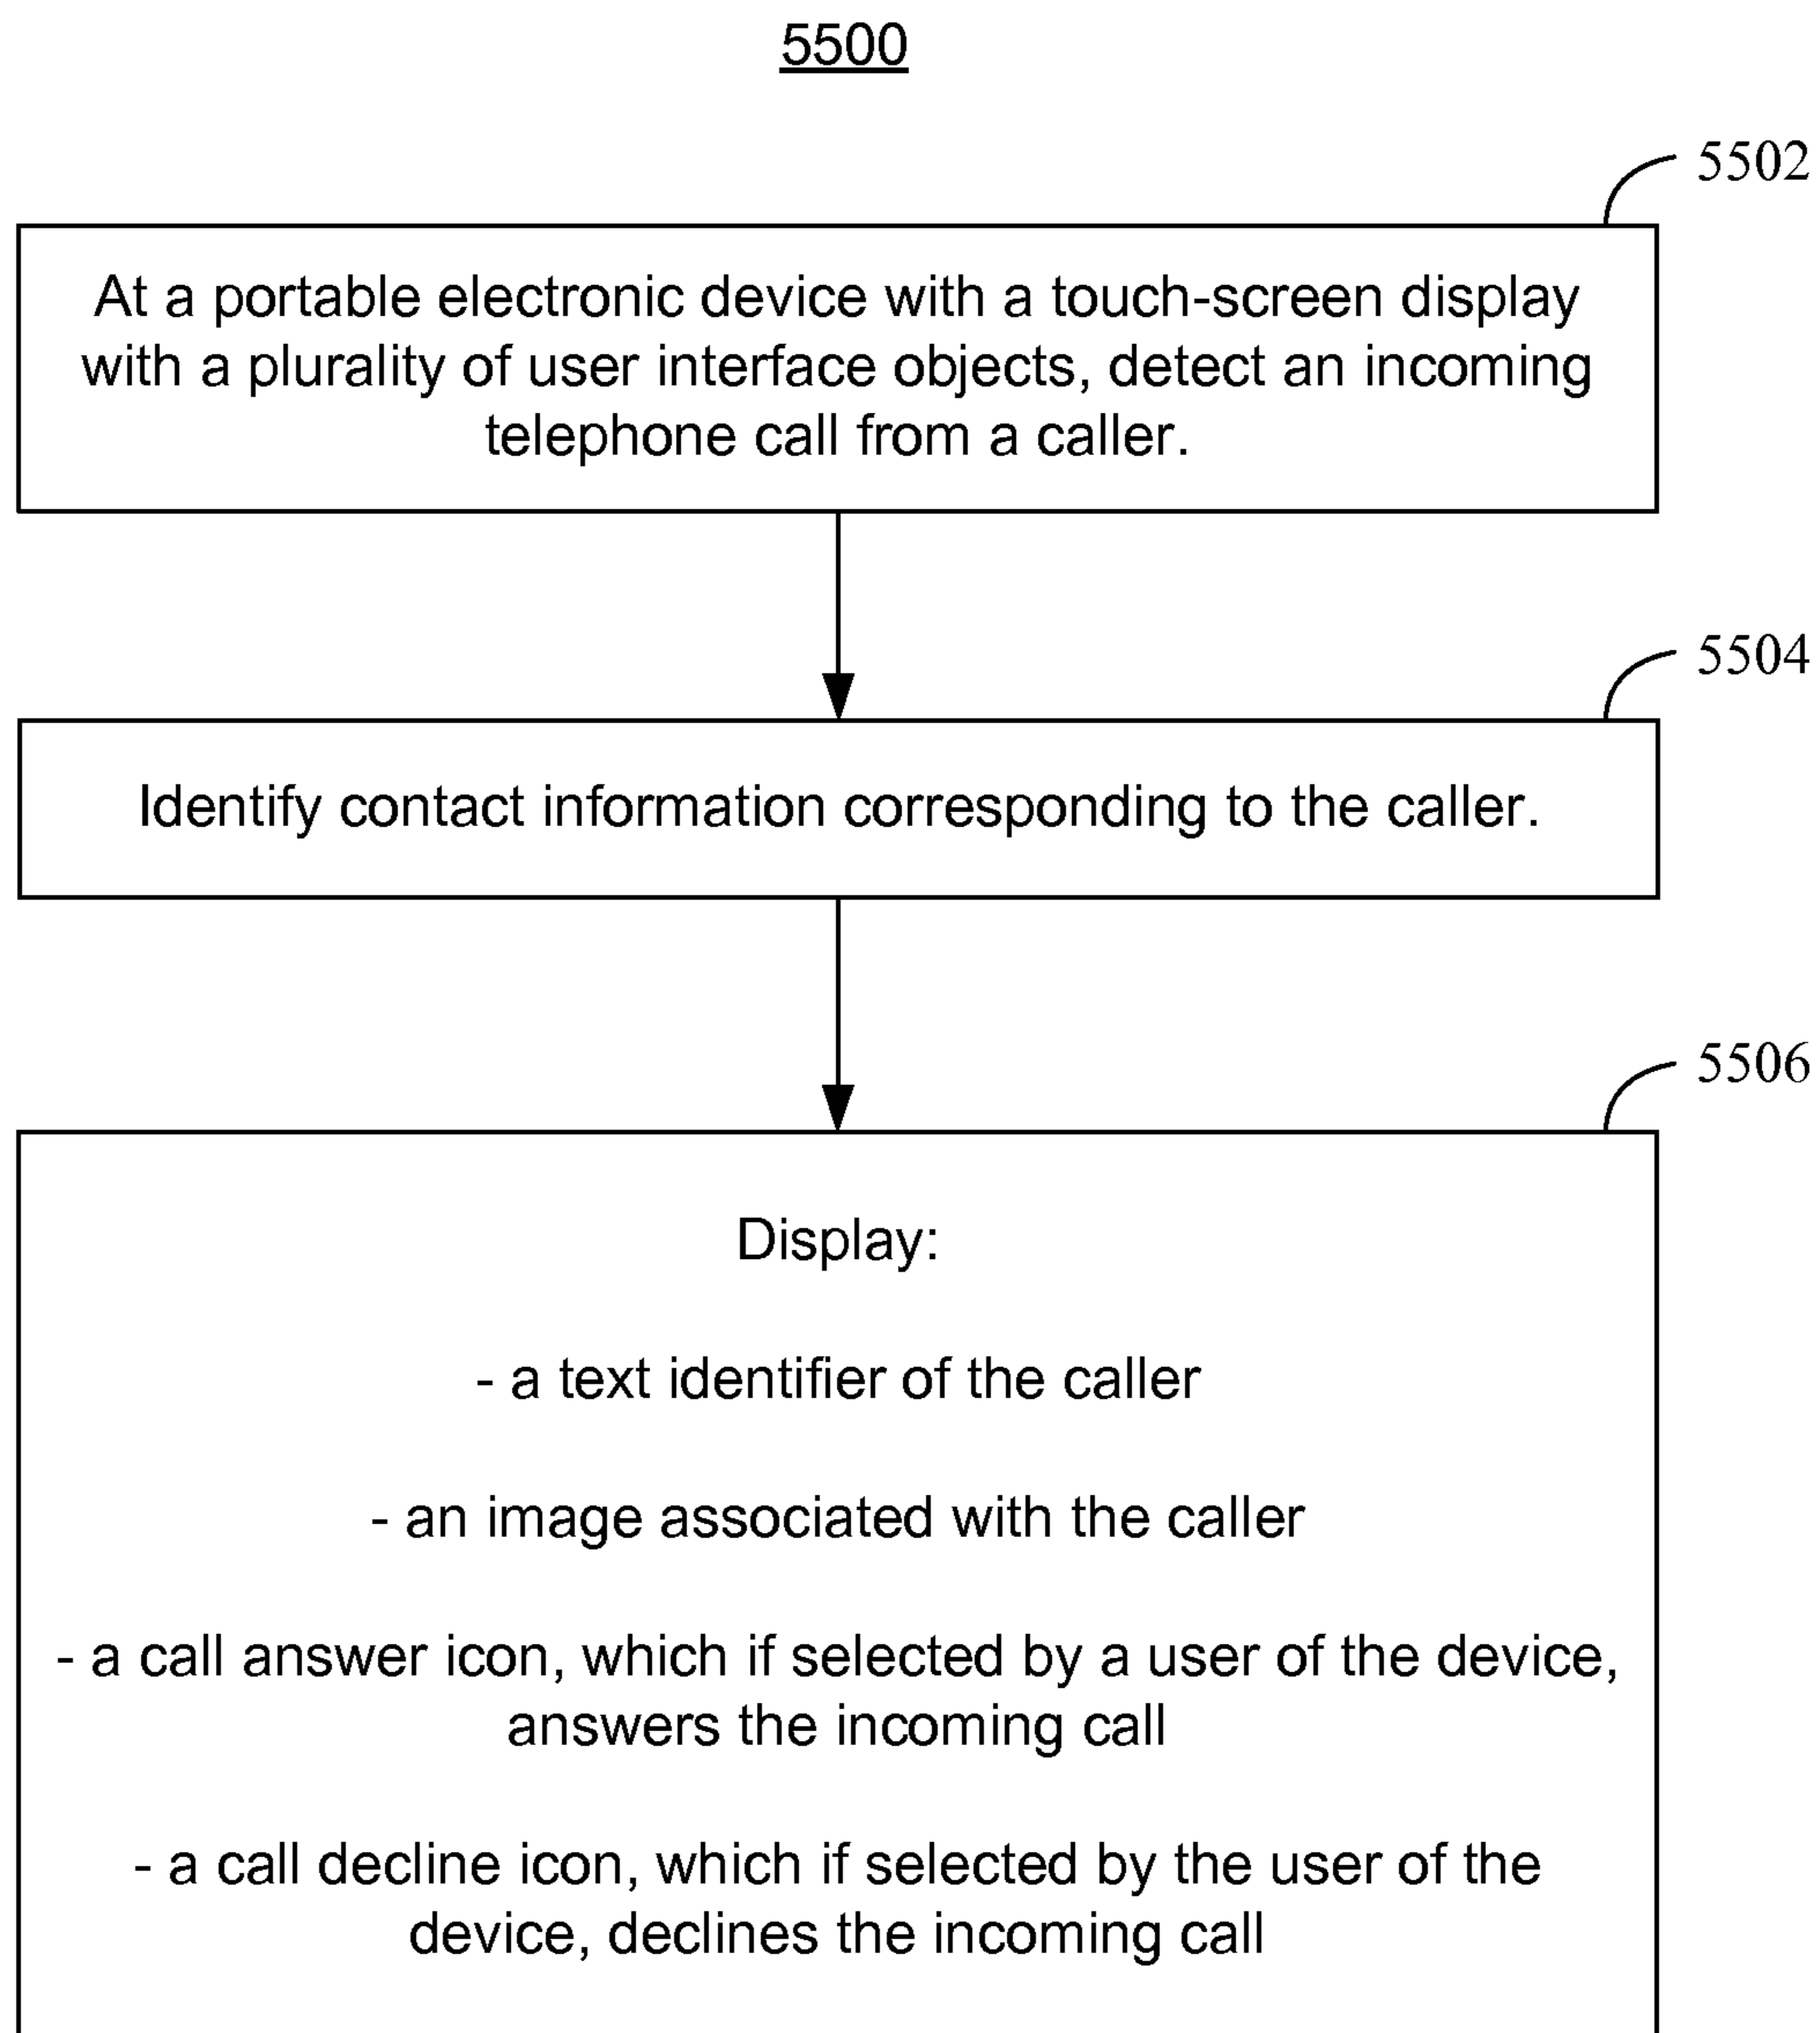 5500
5502
At a portable electronic device with a touch-screen display
with a plurality of user interface objects, detect an incoming
telephone call from a caller.
5504
Identify contact information corresponding to the caller.
5506
Display:
- a text identifier of the caller
- an image associated with the caller
- a call answer icon, which if selected by a user of the device,
answers the incoming call
- a call decline icon, which if selected by the user of the
device, declines the incoming call